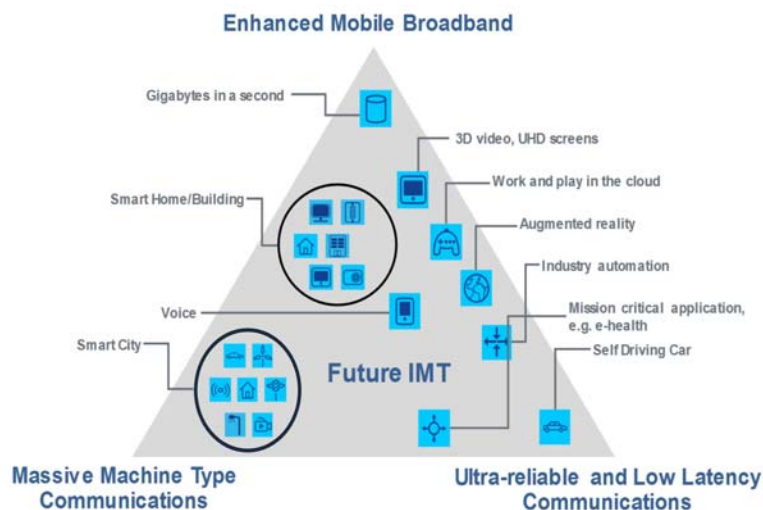 Enhanced Mobile Broadband
Gigabytes in a second
3D video, UHD screens
Work and play in the cloud
Smart Home/Building
Augmented reality
Industry automation
Mission critical application,
e.g. e-health
Voice
Self Driving Car
Smart City
Future IMT
Massive Machine Type
Communications
Ultra-reliable and Low Latency
Communications